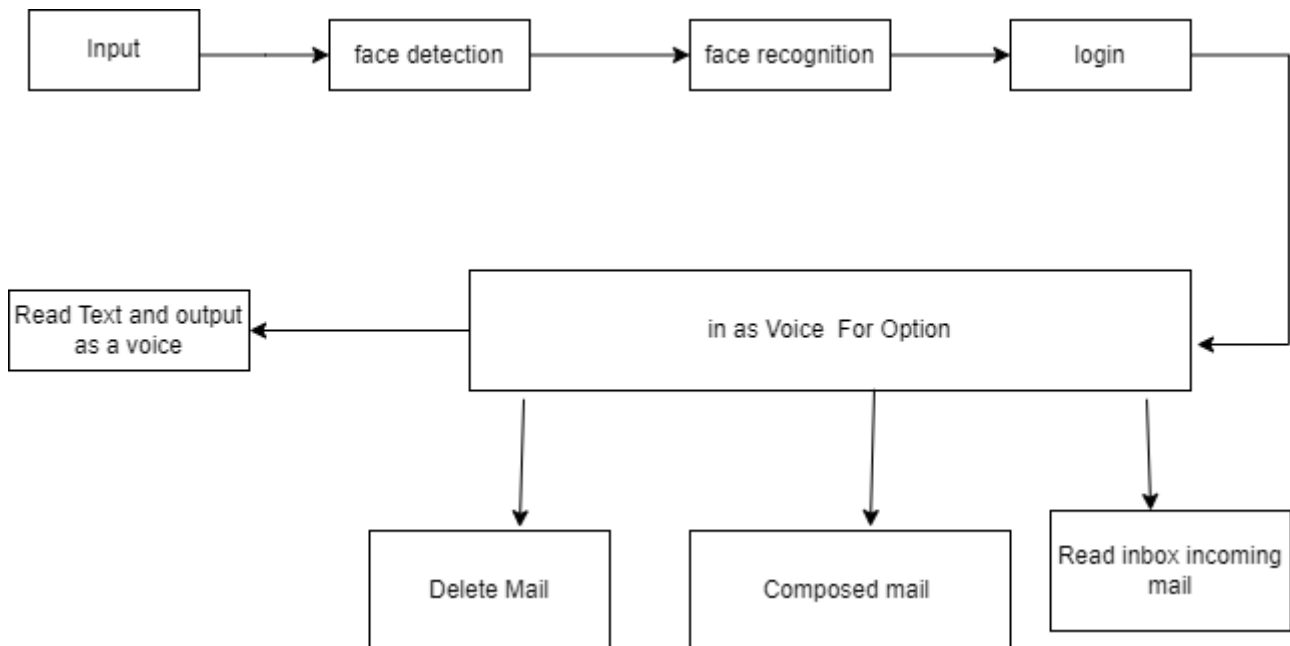 Input
face detection
face recognition
login
Read Text and output
as a voice
in as Voice  For Option
Delete Mail
Composed mail
Read inbox incoming
mail